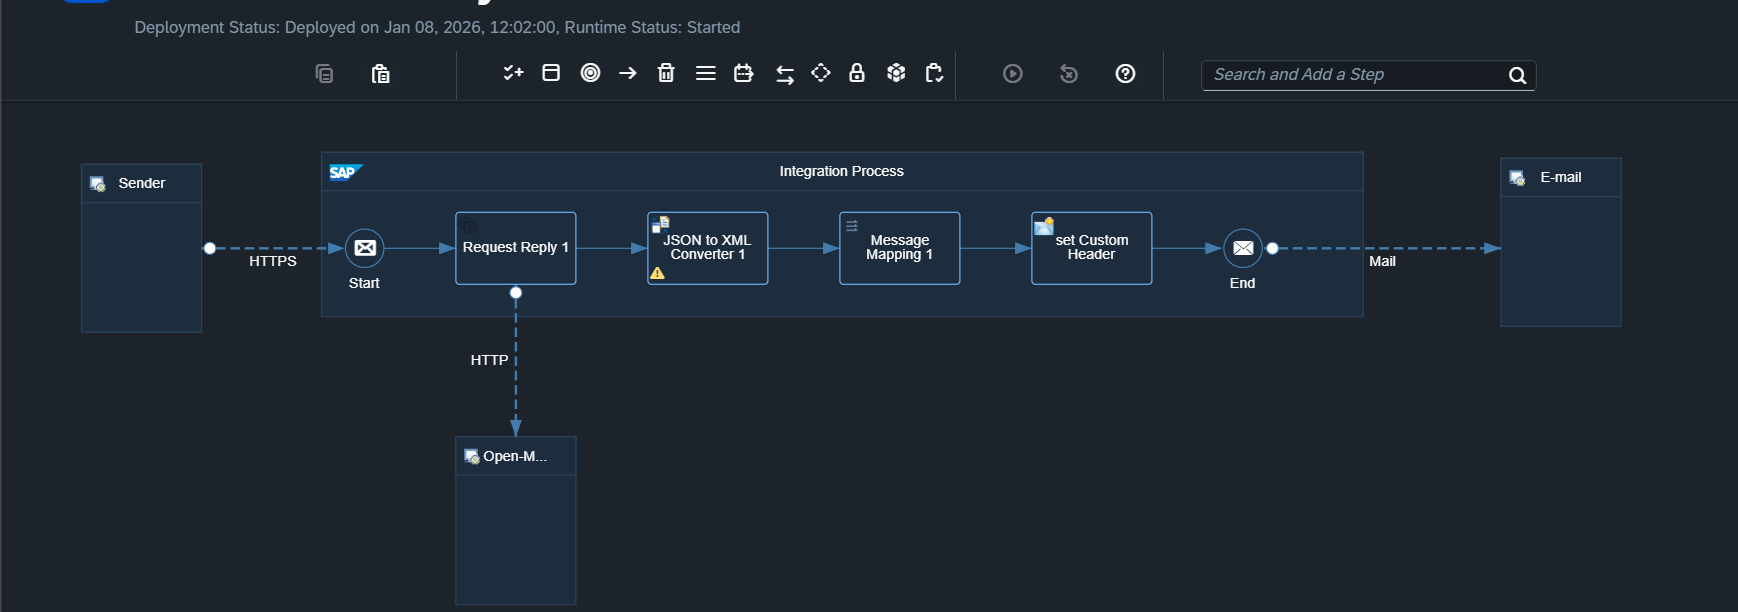 Deployment Status: Deployed on Jan 08, 2026, 12:02:00, Runtime Status: Started
Search and Add a Step
Sender
SAP
Integration Process
E-mail
Request Reply 1
JSON to XML
Converter 1
Message
Mapping 1
set Custom
Header
HTTPS
Start
End
Mail
HTTP
Open-M...